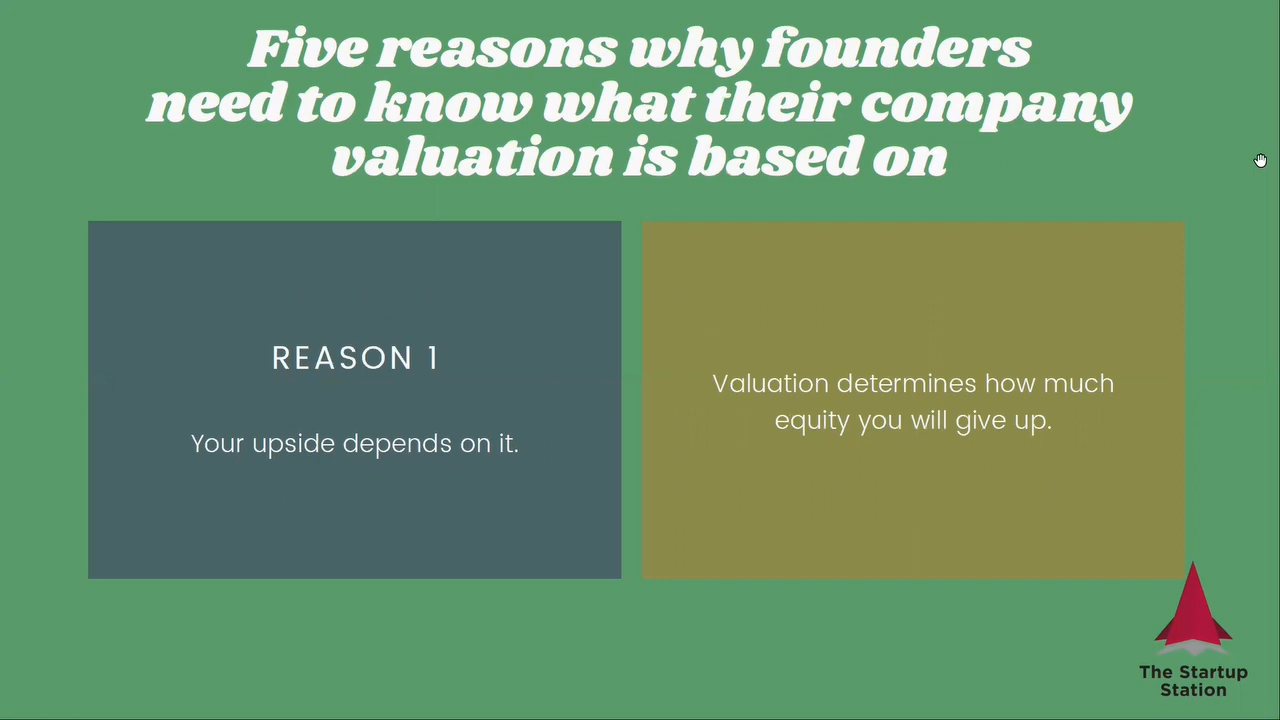 Five reasons why founders
need to know what their company
valuation is based on
REASON 1
Your upside depends on it.
Valuation determines how much
equity you will give up.
The Startup
Station